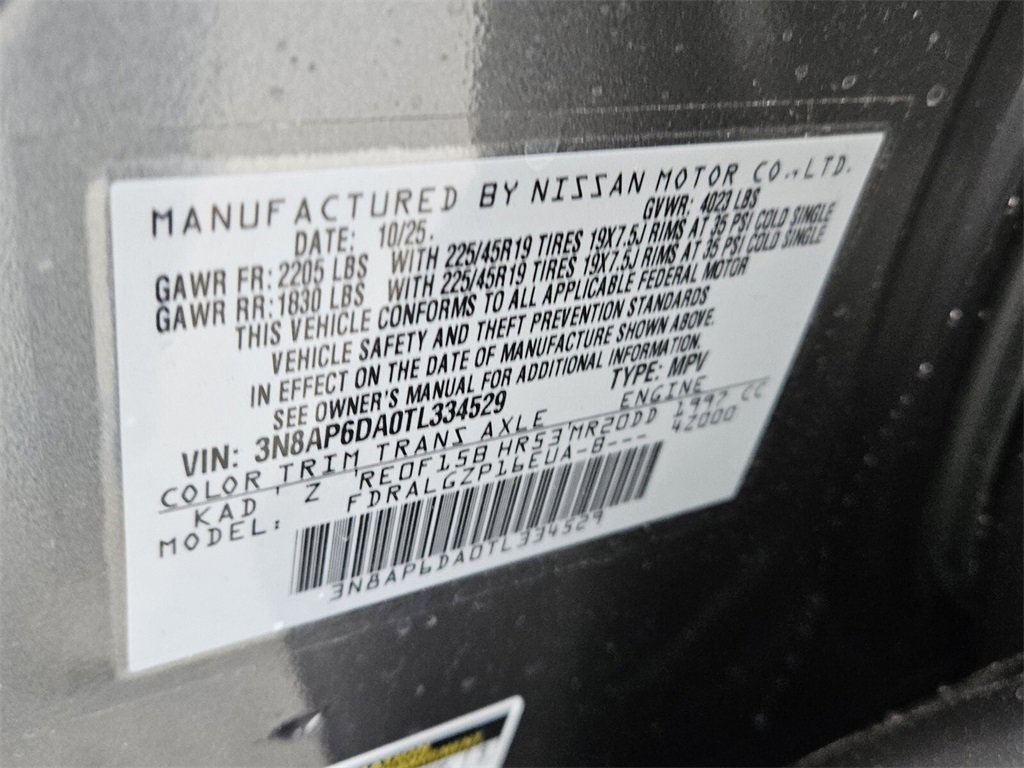 MANUFACTURED BY NISSAN MOTOR CO.,LTD.
DATE: 10/25. GVWR: 4023 LBS
GAWR FR: 2205 LBS WITH 225/45R19 TIRES 19X7.5J RIMS AT 35 PSI COLD SINGLE
GAWR RR: 1830 LBS WITH 225/45R19 TIRES 19X7.5J RIMS AT 35 PSI COLD SINGLE
THIS VEHICLE CONFORMS TO ALL APPLICABLE FEDERAL MOTOR
VEHICLE SAFETY AND THEFT PREVENTION STANDARDS
IN EFFECT ON THE DATE OF MANUFACTURE SHOWN ABOVE.
SEE OWNER'S MANUAL FOR ADDITIONAL INFORMATION.
VIN: 3N8AP6DA0TL334529 TYPE: MPV
COLOR TRIM TRANS AXLE ENGINE
KAD Z RE0F15B HR53 MR20DD 1997 CC
MODEL: FDRALGZP16EUA-B--- 42000
3N8AP6DA0TL334529